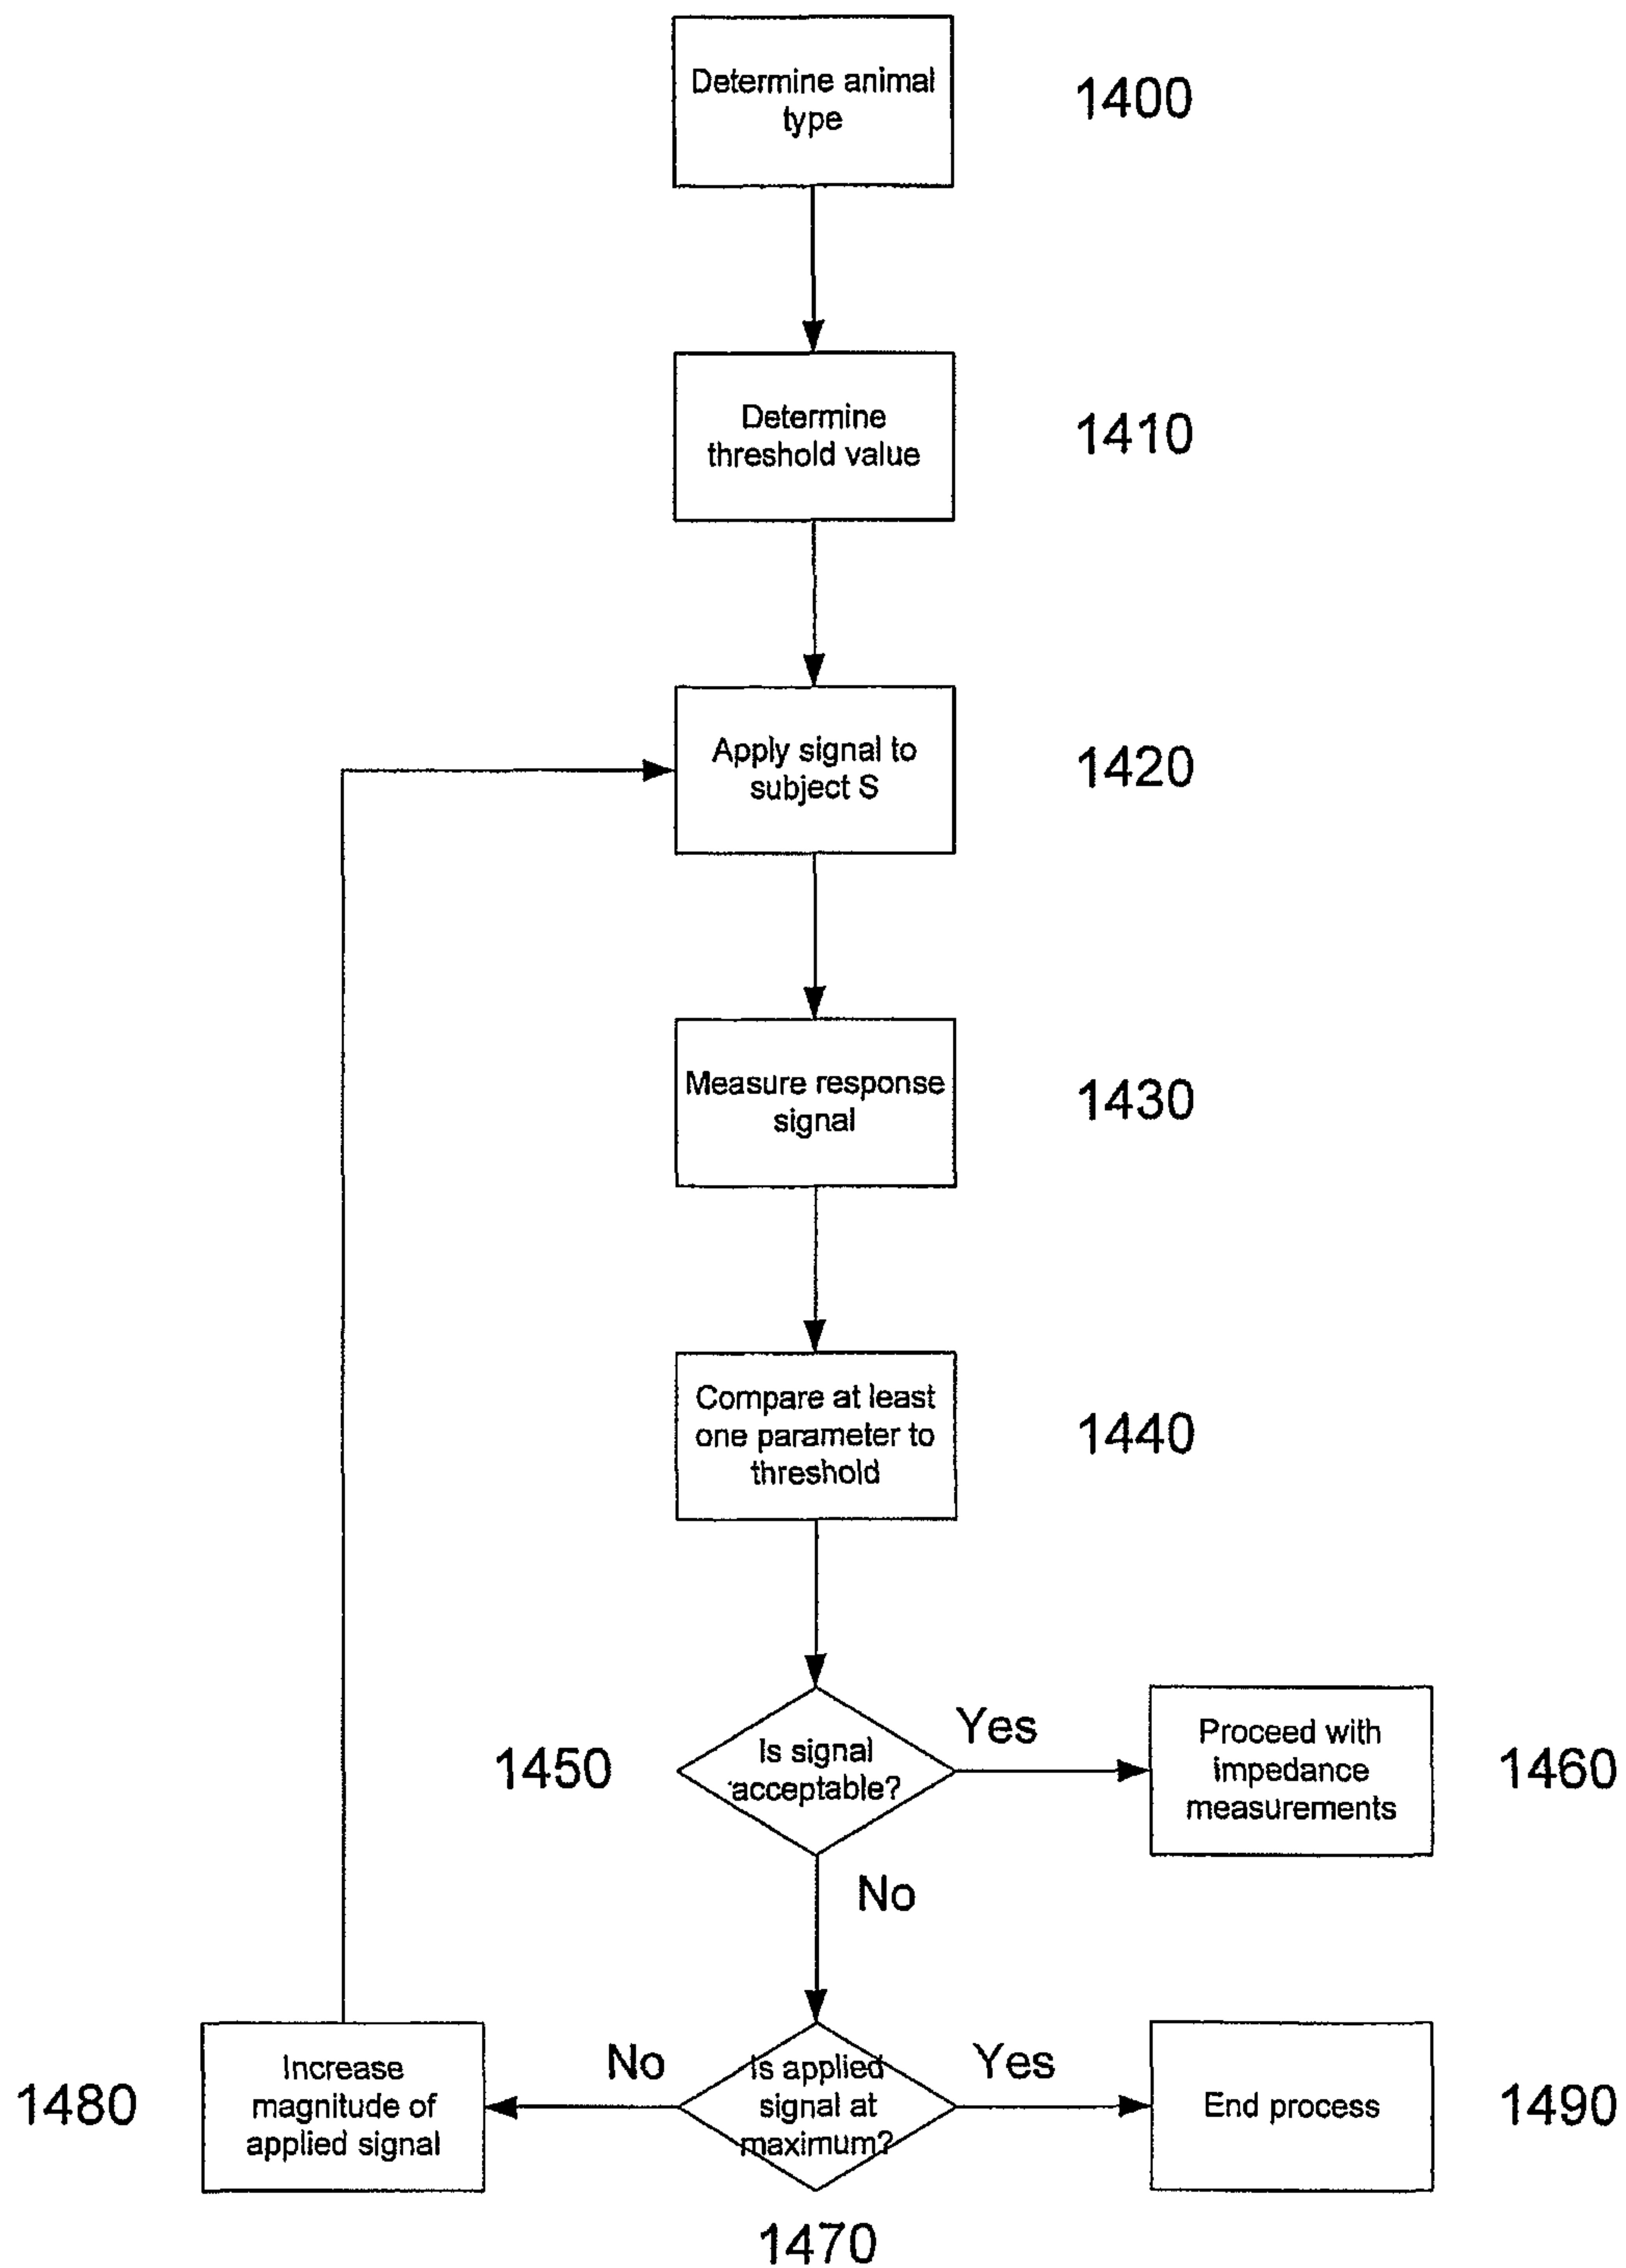 Determine animal
type
1400
Determine
threshold value
1410
Apply signal to
subject S
1420
Measure response
signal
1430
Compare at least
one parameter to
threshold
1440
1450
Is signal
acceptable?
Yes
Proceed with
impedance
measurements
1460
No
1480
Increase
magnitude of
applied signal
No
Is applied
signal at
maximum?
Yes
End process
1490
1470